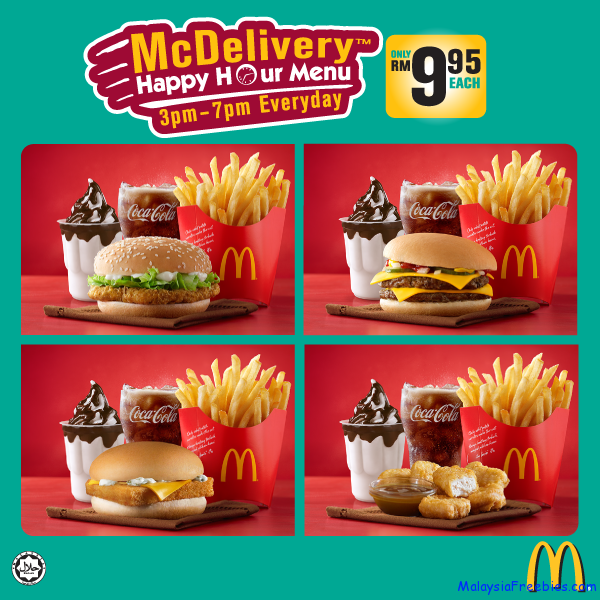 McDelivery™
Happy Hour Menu
3pm–7pm Everyday
ONLY
RM 9.95
EACH
Coca-Cola
Coca-Cola
Coca-Cola
Coca-Cola
حلال
MalaysiaFreebies.com